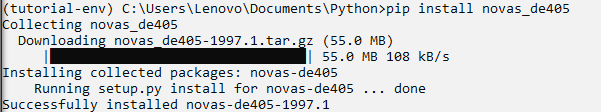 (tutorial-env) C:\Users\Lenovo\Documents\Python>pip install novas_de405
Collecting novas_de405
Downloading novas_de405-1997.1.tar.gz (55.0 MB)
|████████████████████████████████| 55.0 MB 108 kB/s
Installing collected packages: novas-de405
Running setup.py install for novas-de405 ... done
Successfully installed novas-de405-1997.1